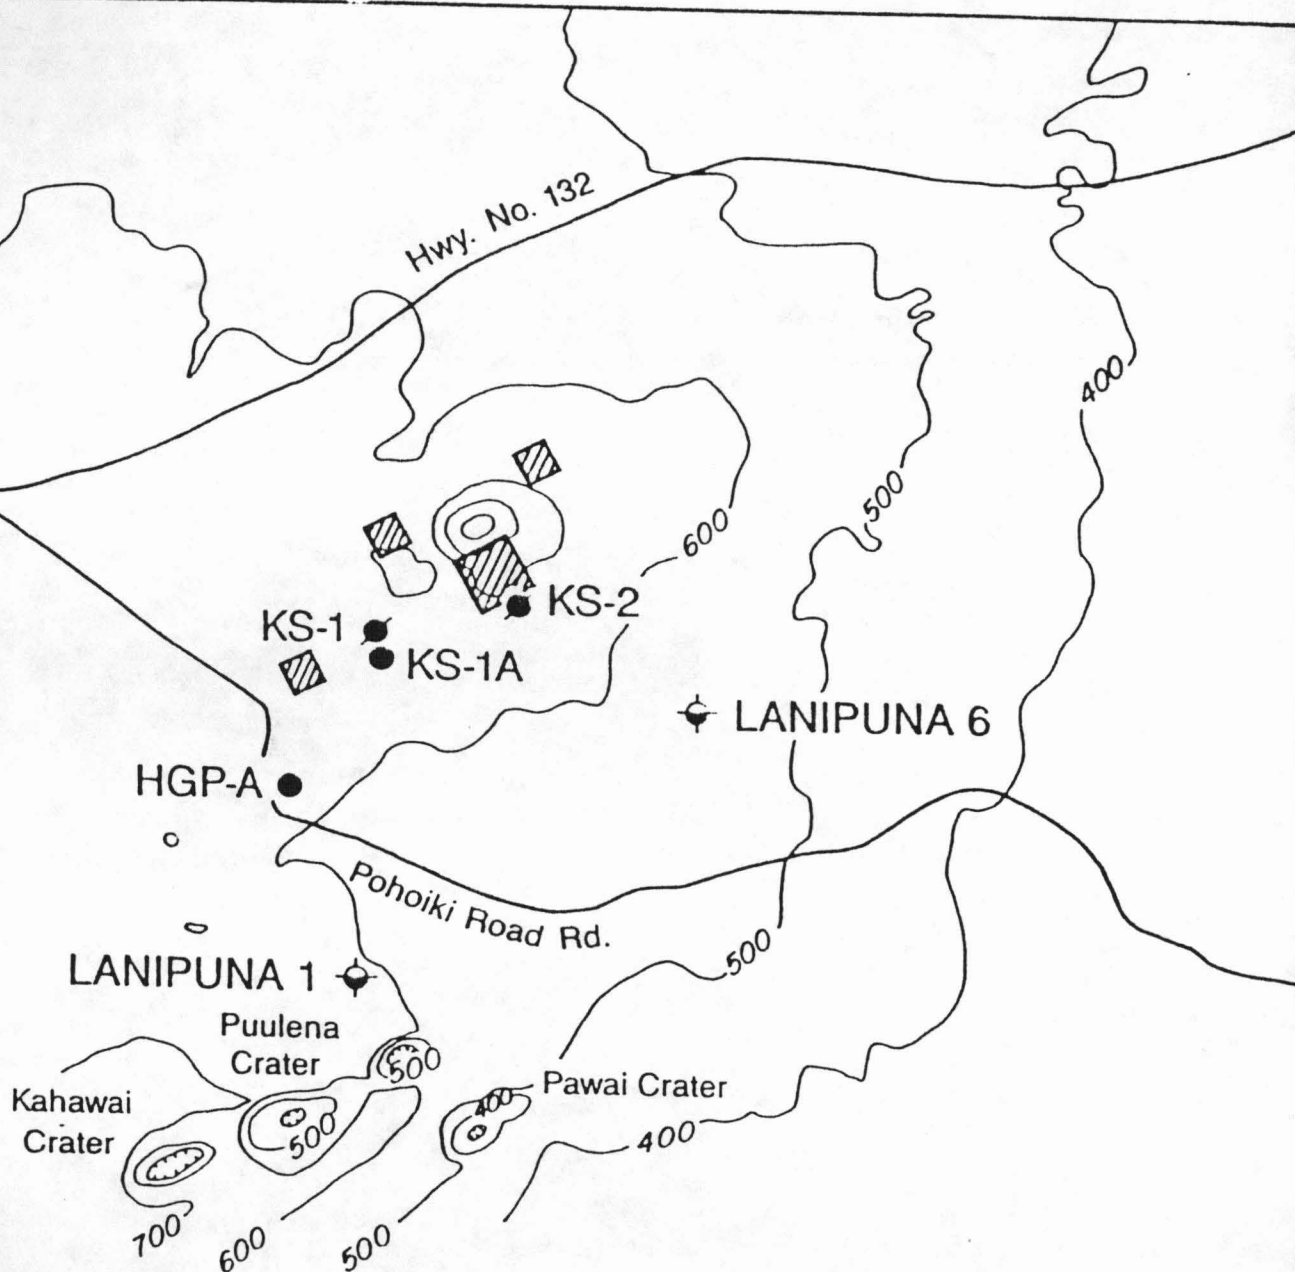 Hwy. No. 132
400
500
600
KS-2
KS-1
KS-1A
LANIPUNA 6
HGP-A
Pohoiki Road Rd.
500
LANIPUNA 1
Puulena
Crater
500
Pawai Crater
Kahawai
Crater
400
500
400
700
600
500